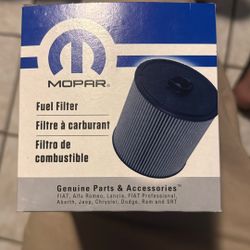 MOPAR®
Fuel Filter
Filtre à carburant
Filtro de
combustible
Genuine Parts & Accessories™
FIAT, Alfa Romeo, Lancia, FIAT Professional,
Abarth, Jeep, Chrysler, Dodge, Ram and SRT